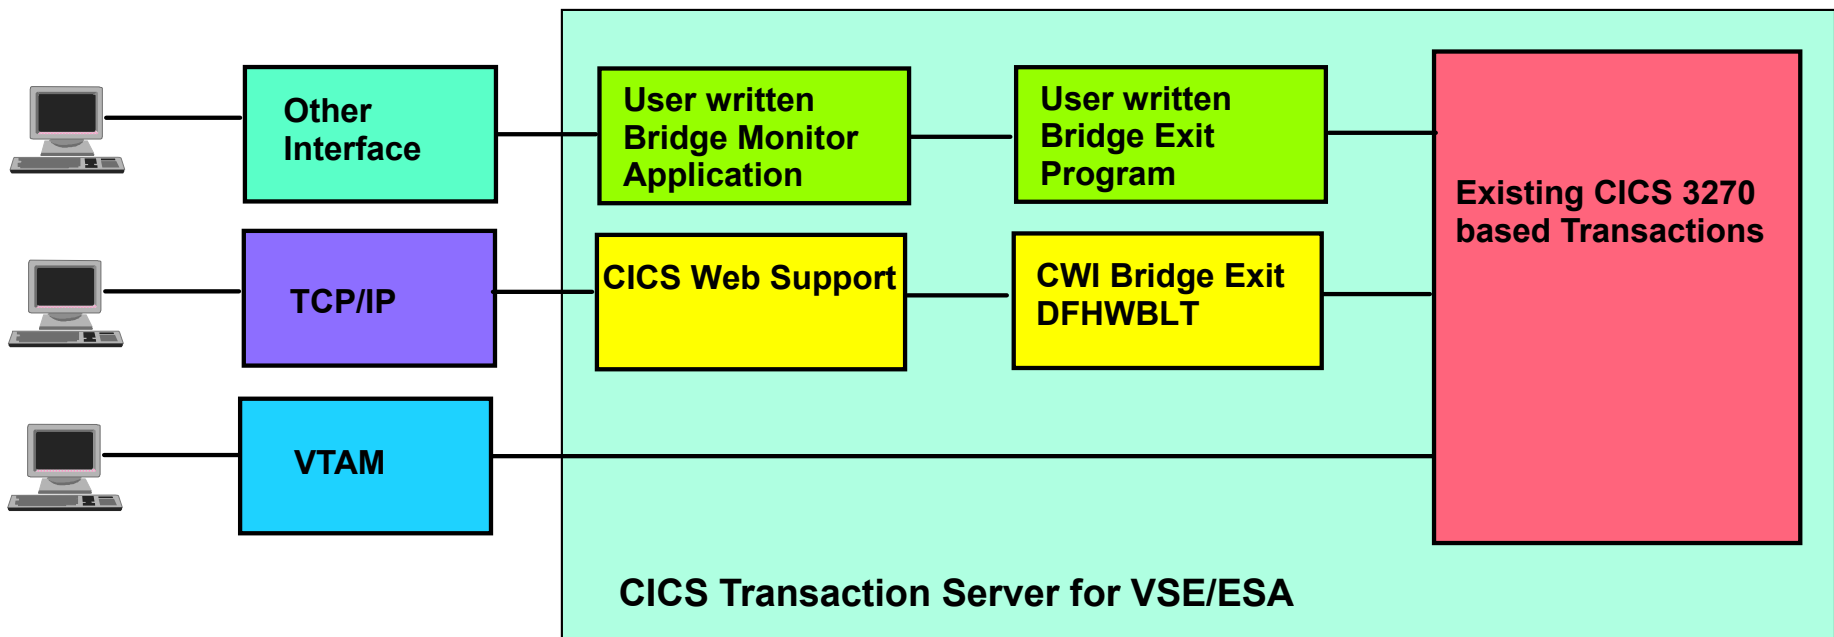 Other
Interface
User written
Bridge Monitor
Application
User written
Bridge Exit
Program
Existing CICS 3270
based Transactions
TCP/IP
CICS Web Support
CWI Bridge Exit
DFHWBLT
VTAM
CICS Transaction Server for VSE/ESA